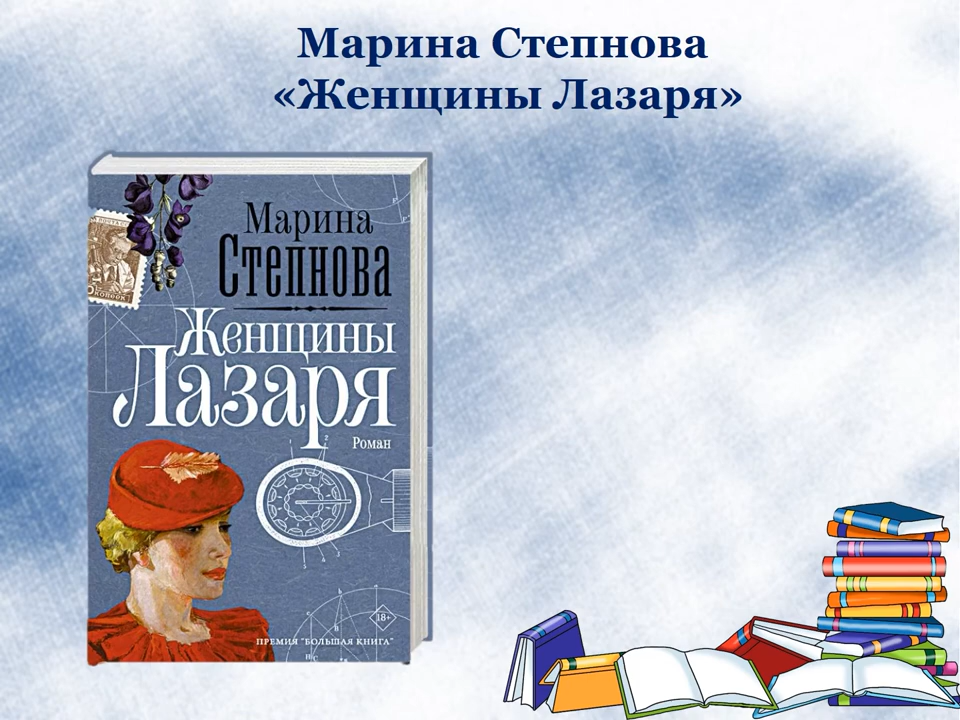 Марина Степнова
«Женщины Лазаря»
Марина
Степнова
Женщины
Лазаря
Роман
18+
ПРЕМИЯ "БОЛЬШАЯ КНИГА"